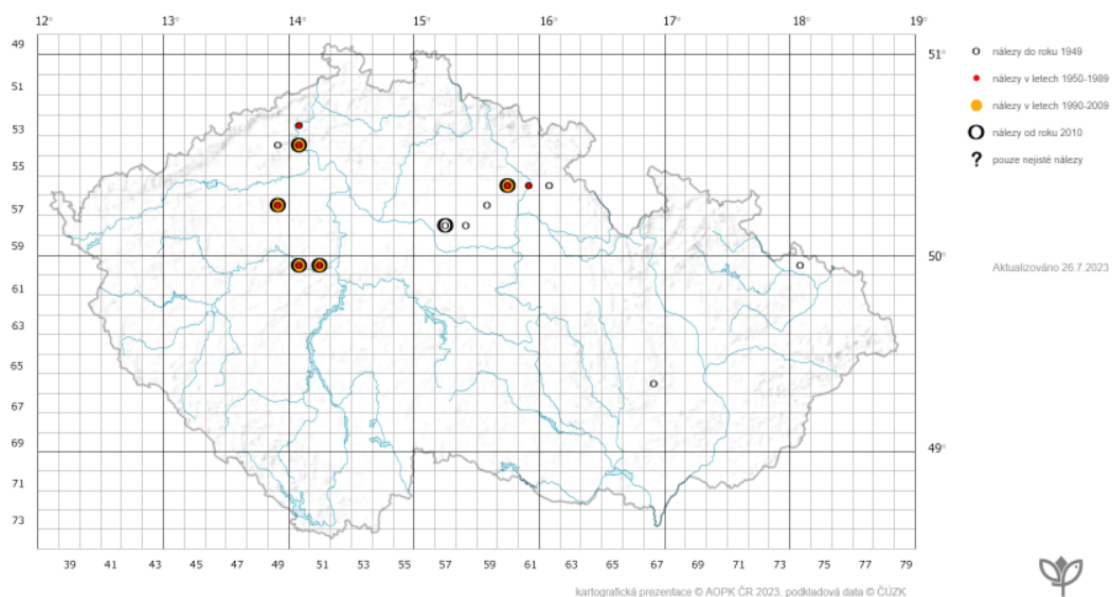 12° 13° 14° 15° 16° 17° 18° 19°
49 51°
51
53
55
57
59 50°
61
63
65
67
69 49°
71
73
39 41 43 45 47 49 51 53 55 57 59 61 63 65 67 69 71 73 75 77 79
nálezy do roku 1949
nálezy v letech 1950-1989
nálezy v letech 1990-2009
nálezy od roku 2010
? pouze nejisté nálezy
Aktualizováno 26.7.2023
kartografická prezentace © AOPK ČR 2023, podkladová data © ČÚZK